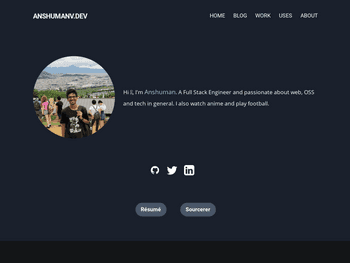 ANSHUMANV.DEV
HOME BLOG WORK USES ABOUT
Hi I, I'm Anshuman. A Full Stack Engineer and passionate about web, OSS
and tech in general. I also watch anime and play football.
Résumé Sourcerer